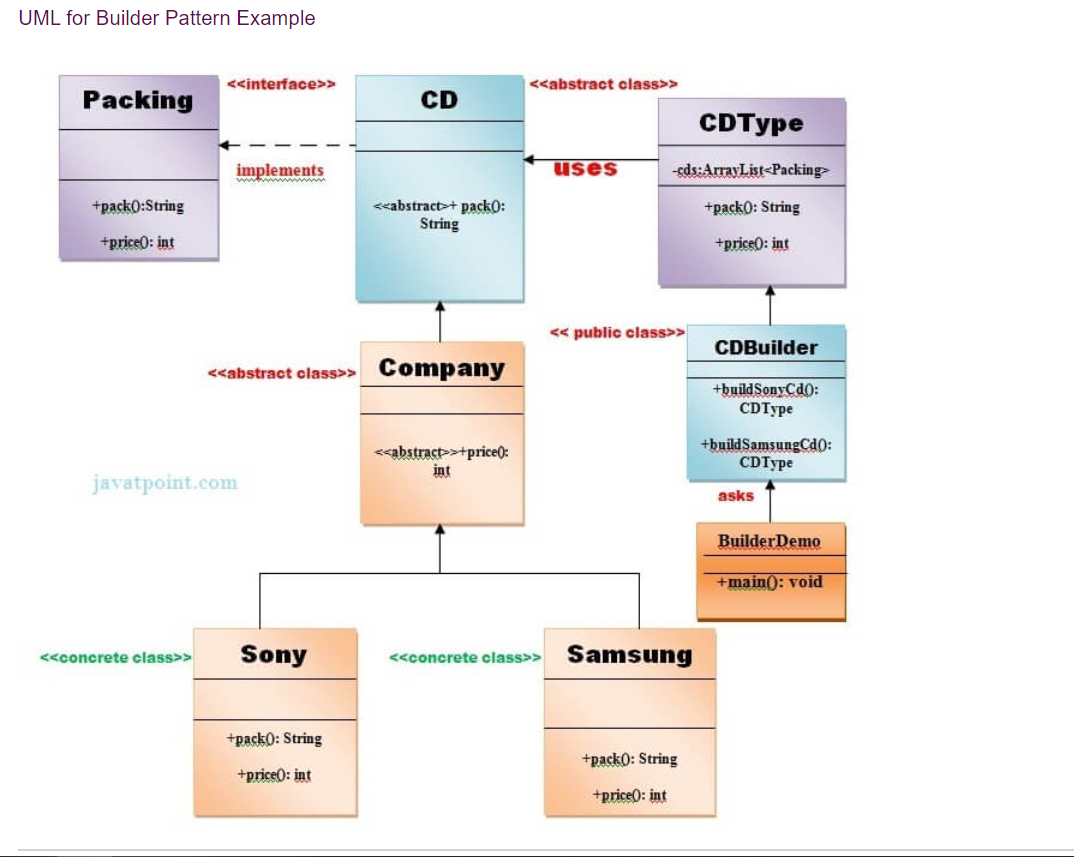 UML for Builder Pattern Example
Packing
<<interface>>
CD
<<abstract class>>
CDType
implements
uses
-cds:ArrayList<Packing>
+pack():String
+price(): int
<<abstract>+ pack():
String
+pack(): String
+price(): int
<< public class>>
CDBuilder
<<abstract class>>
Company
+buildSonyCd():
CDType
+buildSamsungCd():
CDType
<<abstract>>+price():
int
javatpoint.com
asks
BuilderDemo
+main(): void
<<concrete class>>
Sony
<<concrete class>>
Samsung
+pack(): String
+price(): int
+pack(): String
+price(): int